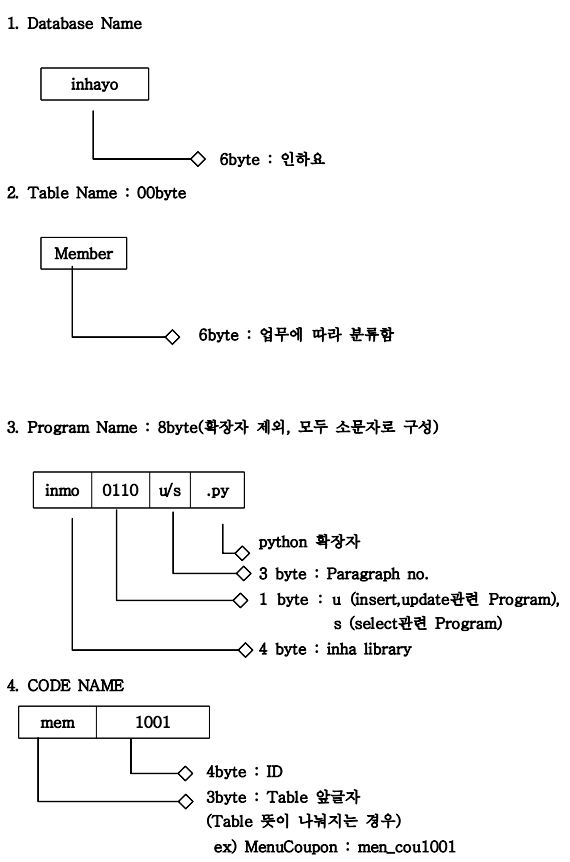 1. Database Name
inhayo
6byte : 인하요
2. Table Name : 00byte
Member
6byte : 업무에 따라 분류함
3. Program Name : 8byte(확장자 제외, 모두 소문자로 구성)
inmo 0110 u/s .py
python 확장자
3 byte : Paragraph no.
1 byte : u (insert,update관련 Program),
s (select관련 Program)
4 byte : inha library
4. CODE NAME
mem 1001
4byte : ID
3byte : Table 앞글자
(Table 뜻이 나눠지는 경우)
ex) MenuCoupon : men_cou1001